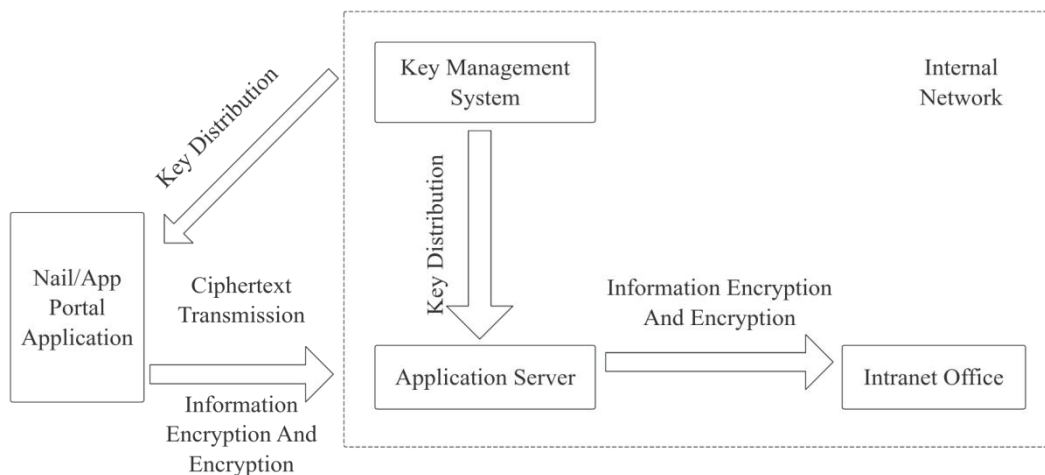 Key Management
System
Internal
Network
Key Distribution
Key Distribution
Nail/App
Portal
Application
Ciphertext
Transmission
Information Encryption
And Encryption
Application Server
Intranet Office
Information
Encryption And
Encryption